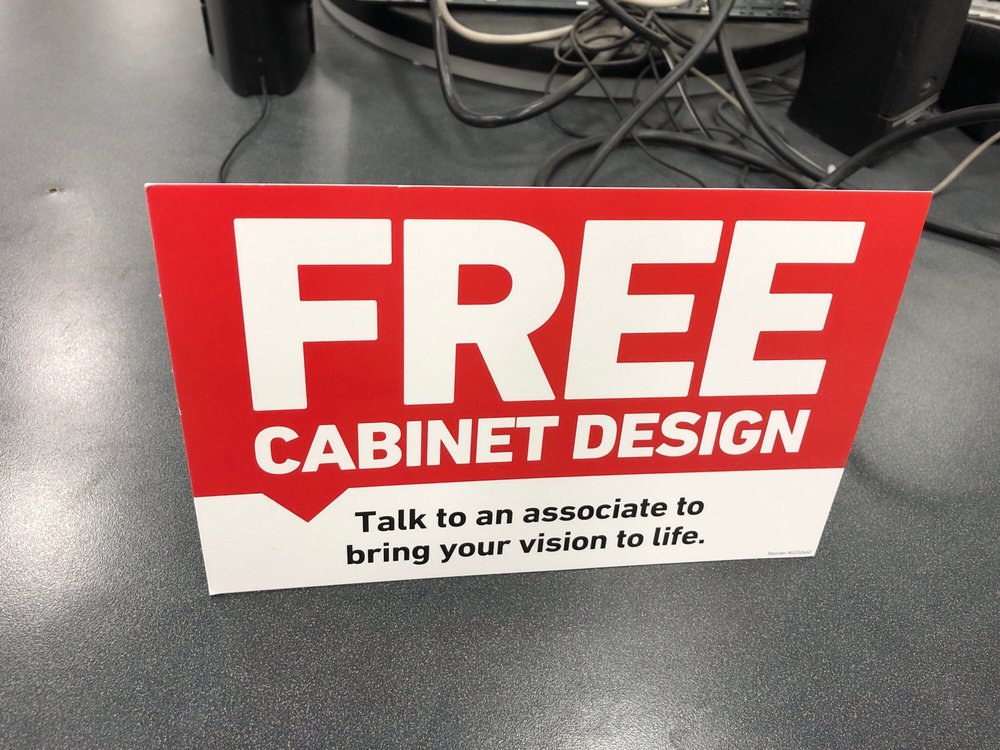 FREE
CABINET DESIGN
Talk to an associate to
bring your vision to life.